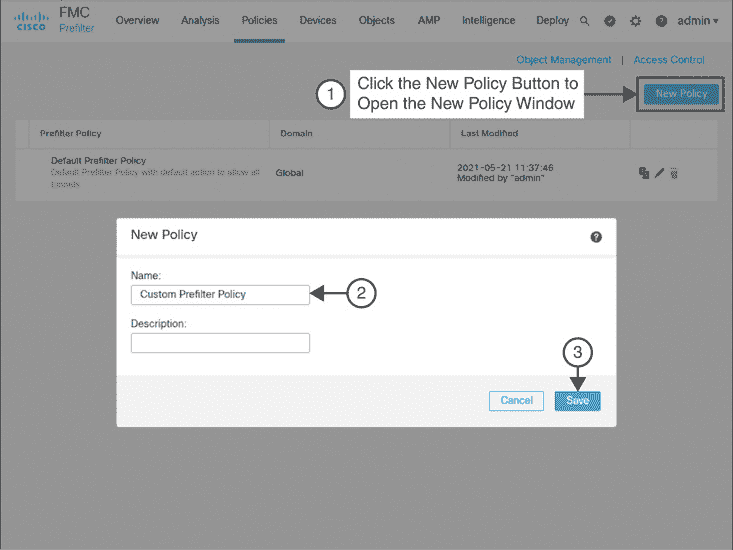 CISCO
FMC
Prefilter
Overview
Analysis
Policies
Devices
Objects
AMP
Intelligence
Deploy
admin
Object Management | Access Control
1
Click the New Policy Button to
Open the New Policy Window
New Policy
Prefilter Policy
Domain
Last Modified
Default Prefilter Policy
Default Prefilter Policy with default action to allow all
tunnels
Global
2021-05-21 11:37:46
Modified by "admin"
New Policy
Name:
Custom Prefilter Policy
2
Description:
3
Cancel
Save